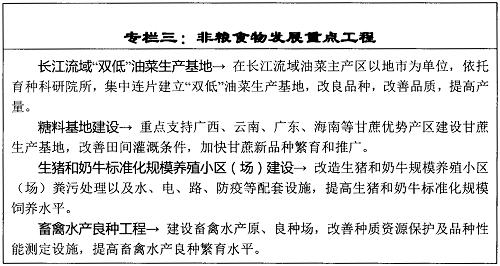 专栏三：非粮食物发展重点工程
长江流域“双低”油菜生产基地→ 在长江流域油菜主产区以地市为单位，依托
育种科研院所，集中连片建立“双低”油菜生产基地，改良品种，改善品质，提高产
量。
糖料基地建设→ 重点支持广西、云南、广东、海南等甘蔗优势产区建设甘蔗
生产基地，改善田间灌溉条件，加快甘蔗新品种繁育和推广。
生猪和奶牛标准化规模养殖小区（场）建设→ 改造生猪和奶牛规模养殖小区
（场）粪污处理以及水、电、路、防疫等配套设施，提高生猪和奶牛标准化规模
饲养水平。
畜禽水产良种工程→ 建设畜禽水产原、良种场，改善种质资源保护及品种性
能测定设施，提高畜禽水产良种繁育水平。